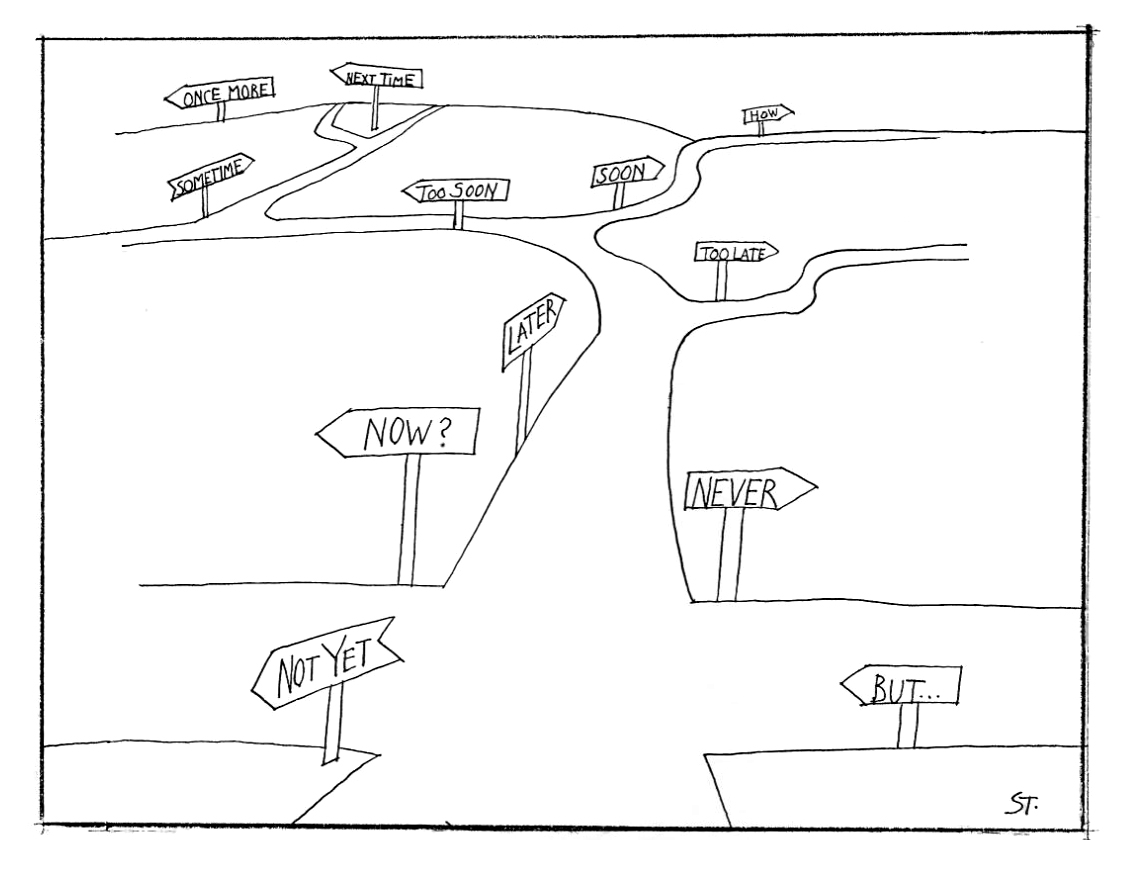 NEXT TIME
ONCE MORE
HOW
SOMETIME
SOON
TOO SOON
TOO LATE
LATER
NOW?
NEVER
NOT YET
BUT...
ST.